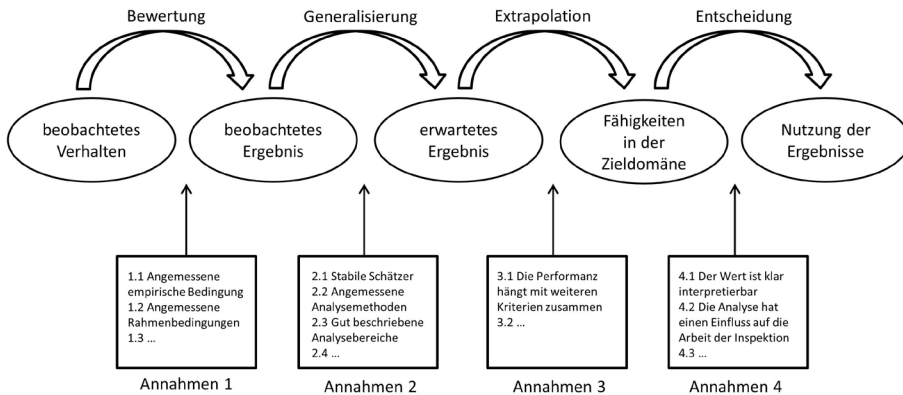 Bewertung
Generalisierung
Extrapolation
Entscheidung
beobachtetes
Verhalten
beobachtetes
Ergebnis
erwartetes
Ergebnis
Fähigkeiten
in der
Zieldomäne
Nutzung der
Ergebnisse
1.1 Angemessene
empirische Bedingung
1.2 Angemessene
Rahmenbedingungen
1.3 ...
2.1 Stabile Schätzer
2.2 Angemessene
Analysemethoden
2.3 Gut beschriebene
Analysebereiche
2.4 ...
3.1 Die Performanz
hängt mit weiteren
Kriterien zusammen
3.2 ...
4.1 Der Wert ist klar
interpretierbar
4.2 Die Analyse hat
einen Einfluss auf die
Arbeit der Inspektion
4.3 ...
Annahmen 1
Annahmen 2
Annahmen 3
Annahmen 4